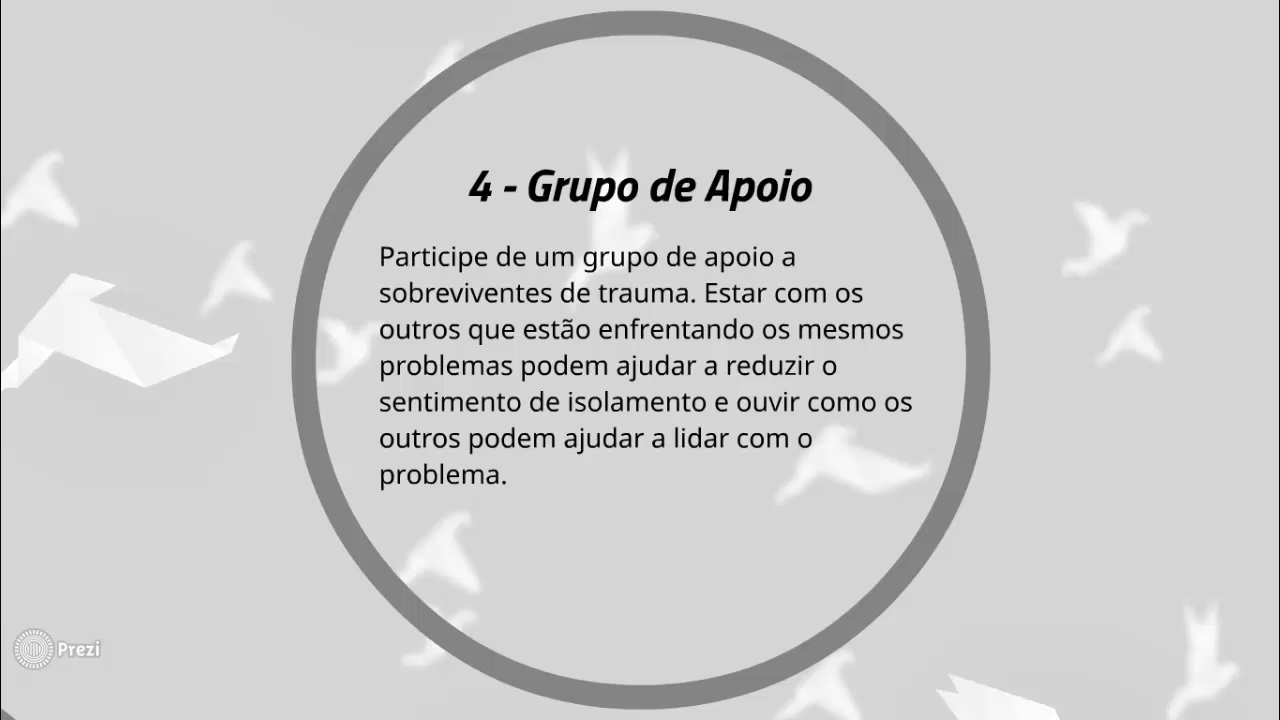 4 - Grupo de Apoio
Participe de um grupo de apoio a
sobreviventes de trauma. Estar com os
outros que estão enfrentando os mesmos
problemas podem ajudar a reduzir o
sentimento de isolamento e ouvir como os
outros podem ajudar a lidar com o
problema.
Prezi